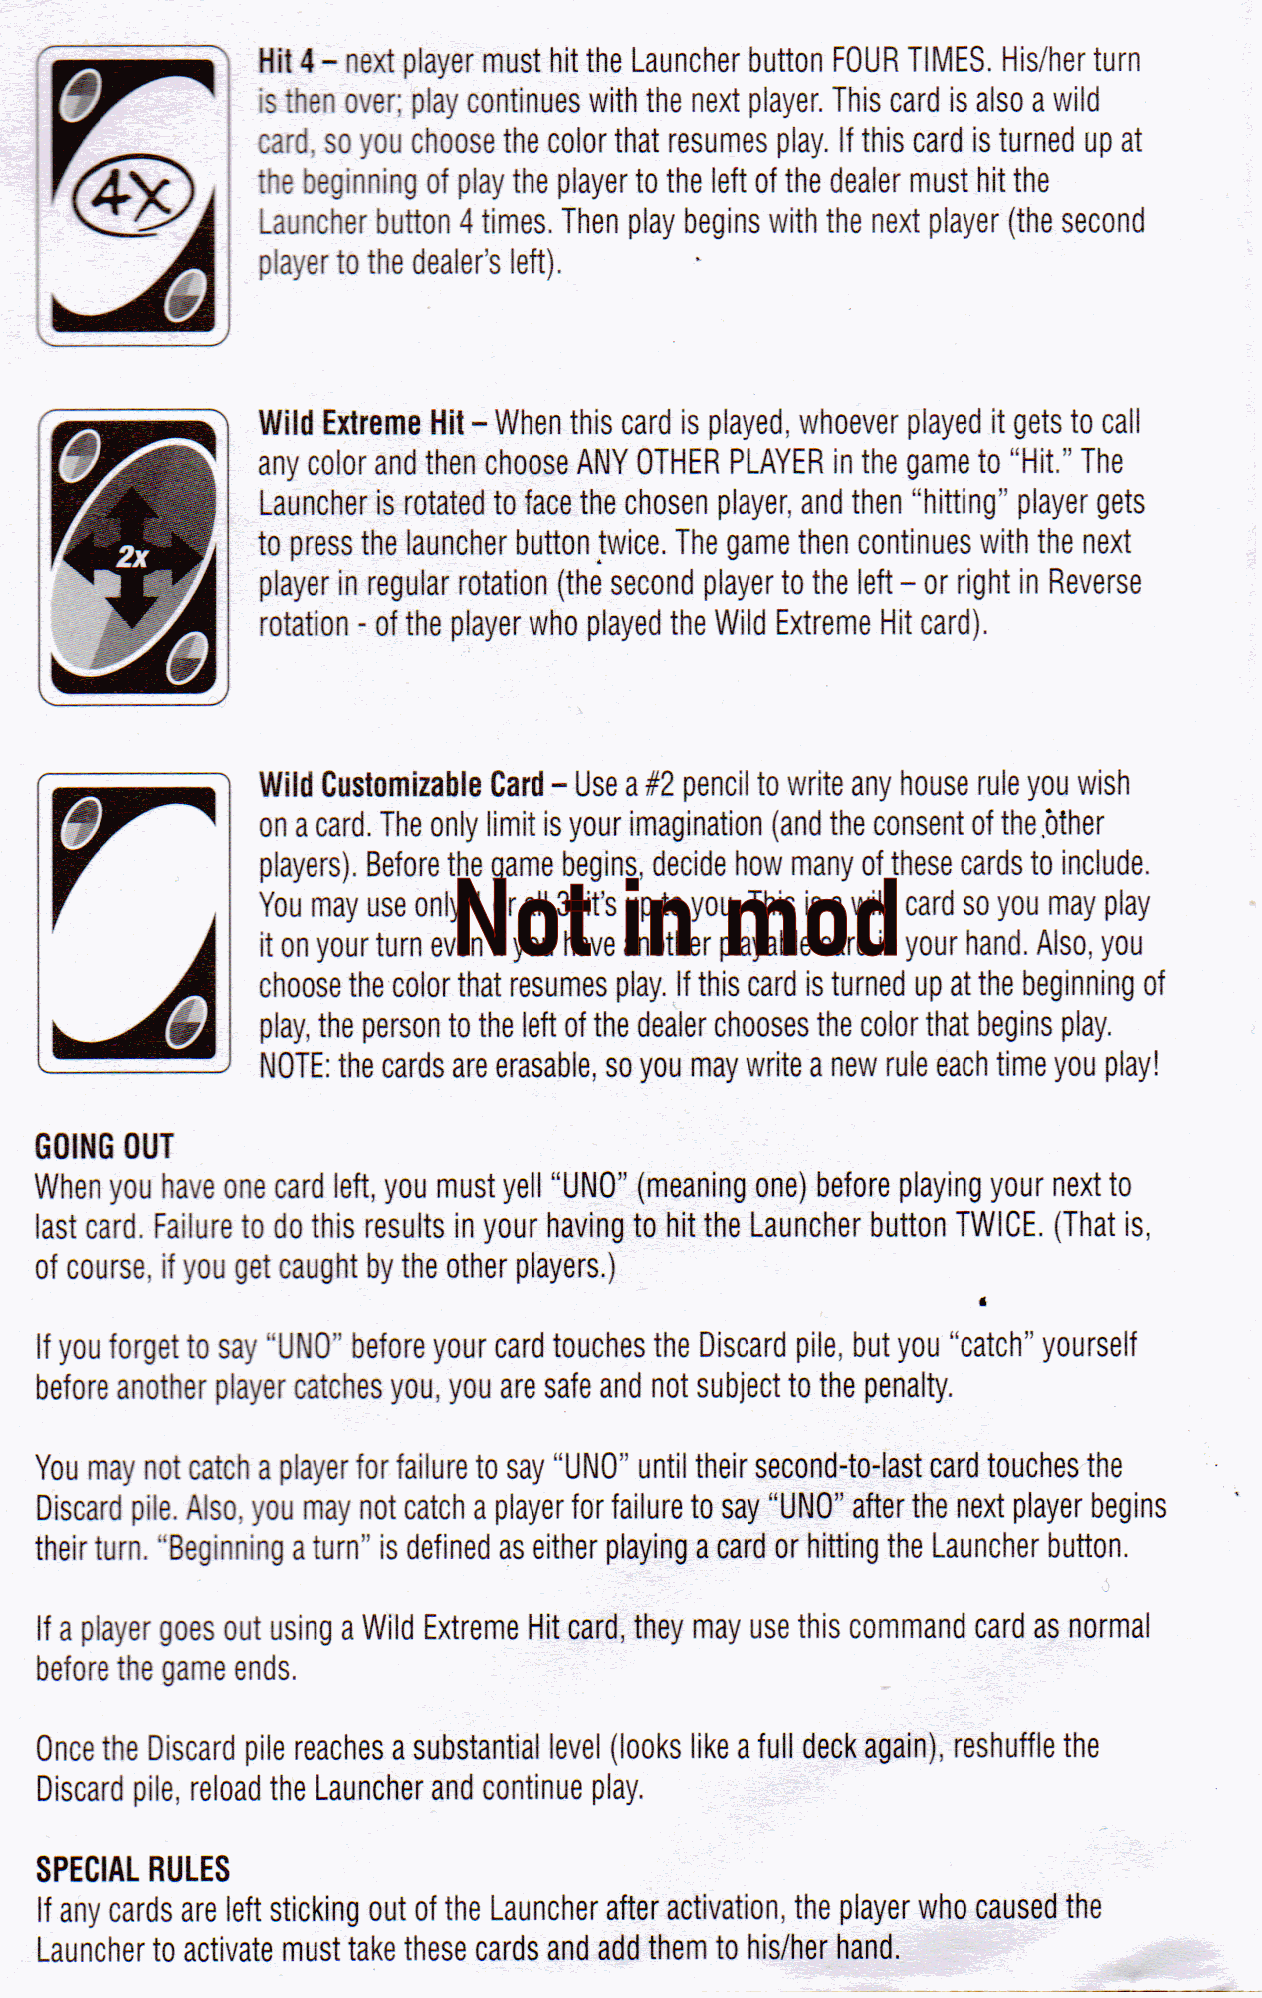 Hit 4 – next player must hit the Launcher button FOUR TIMES. His/her turn
is then over; play continues with the next player. This card is also a wild
card, so you choose the color that resumes play. If this card is turned up at
the beginning of play the player to the left of the dealer must hit the
Launcher button 4 times. Then play begins with the next player (the second
player to the dealer's left).
4X
Wild Extreme Hit – When this card is played, whoever played it gets to call
any color and then choose ANY OTHER PLAYER in the game to “Hit.” The
Launcher is rotated to face the chosen player, and then “hitting” player gets
to press the launcher button twice. The game then continues with the next
player in regular rotation (the second player to the left – or right in Reverse
rotation - of the player who played the Wild Extreme Hit card).
2x
Wild Customizable Card – Use a #2 pencil to write any house rule you wish
on a card. The only limit is your imagination (and the consent of the other
players). Before the game begins, decide how many of these cards to include.
You may use only or all 3 it's up to you. This is a wild card so you may play
it on your turn even if you have another playable card in your hand. Also, you
Not in mod
choose the color that resumes play. If this card is turned up at the beginning of
play, the person to the left of the dealer chooses the color that begins play.
NOTE: the cards are erasable, so you may write a new rule each time you play!
GOING OUT
When you have one card left, you must yell “UNO” (meaning one) before playing your next to
last card. Failure to do this results in your having to hit the Launcher button TWICE. (That is,
of course, if you get caught by the other players.)
If you forget to say “UNO” before your card touches the Discard pile, but you “catch” yourself
before another player catches you, you are safe and not subject to the penalty.
You may not catch a player for failure to say “UNO” until their second-to-last card touches the
Discard pile. Also, you may not catch a player for failure to say “UNO” after the next player begins
their turn. “Beginning a turn” is defined as either playing a card or hitting the Launcher button.
If a player goes out using a Wild Extreme Hit card, they may use this command card as normal
before the game ends.
Once the Discard pile reaches a substantial level (looks like a full deck again), reshuffle the
Discard pile, reload the Launcher and continue play.
SPECIAL RULES
If any cards are left sticking out of the Launcher after activation, the player who caused the
Launcher to activate must take these cards and add them to his/her hand.